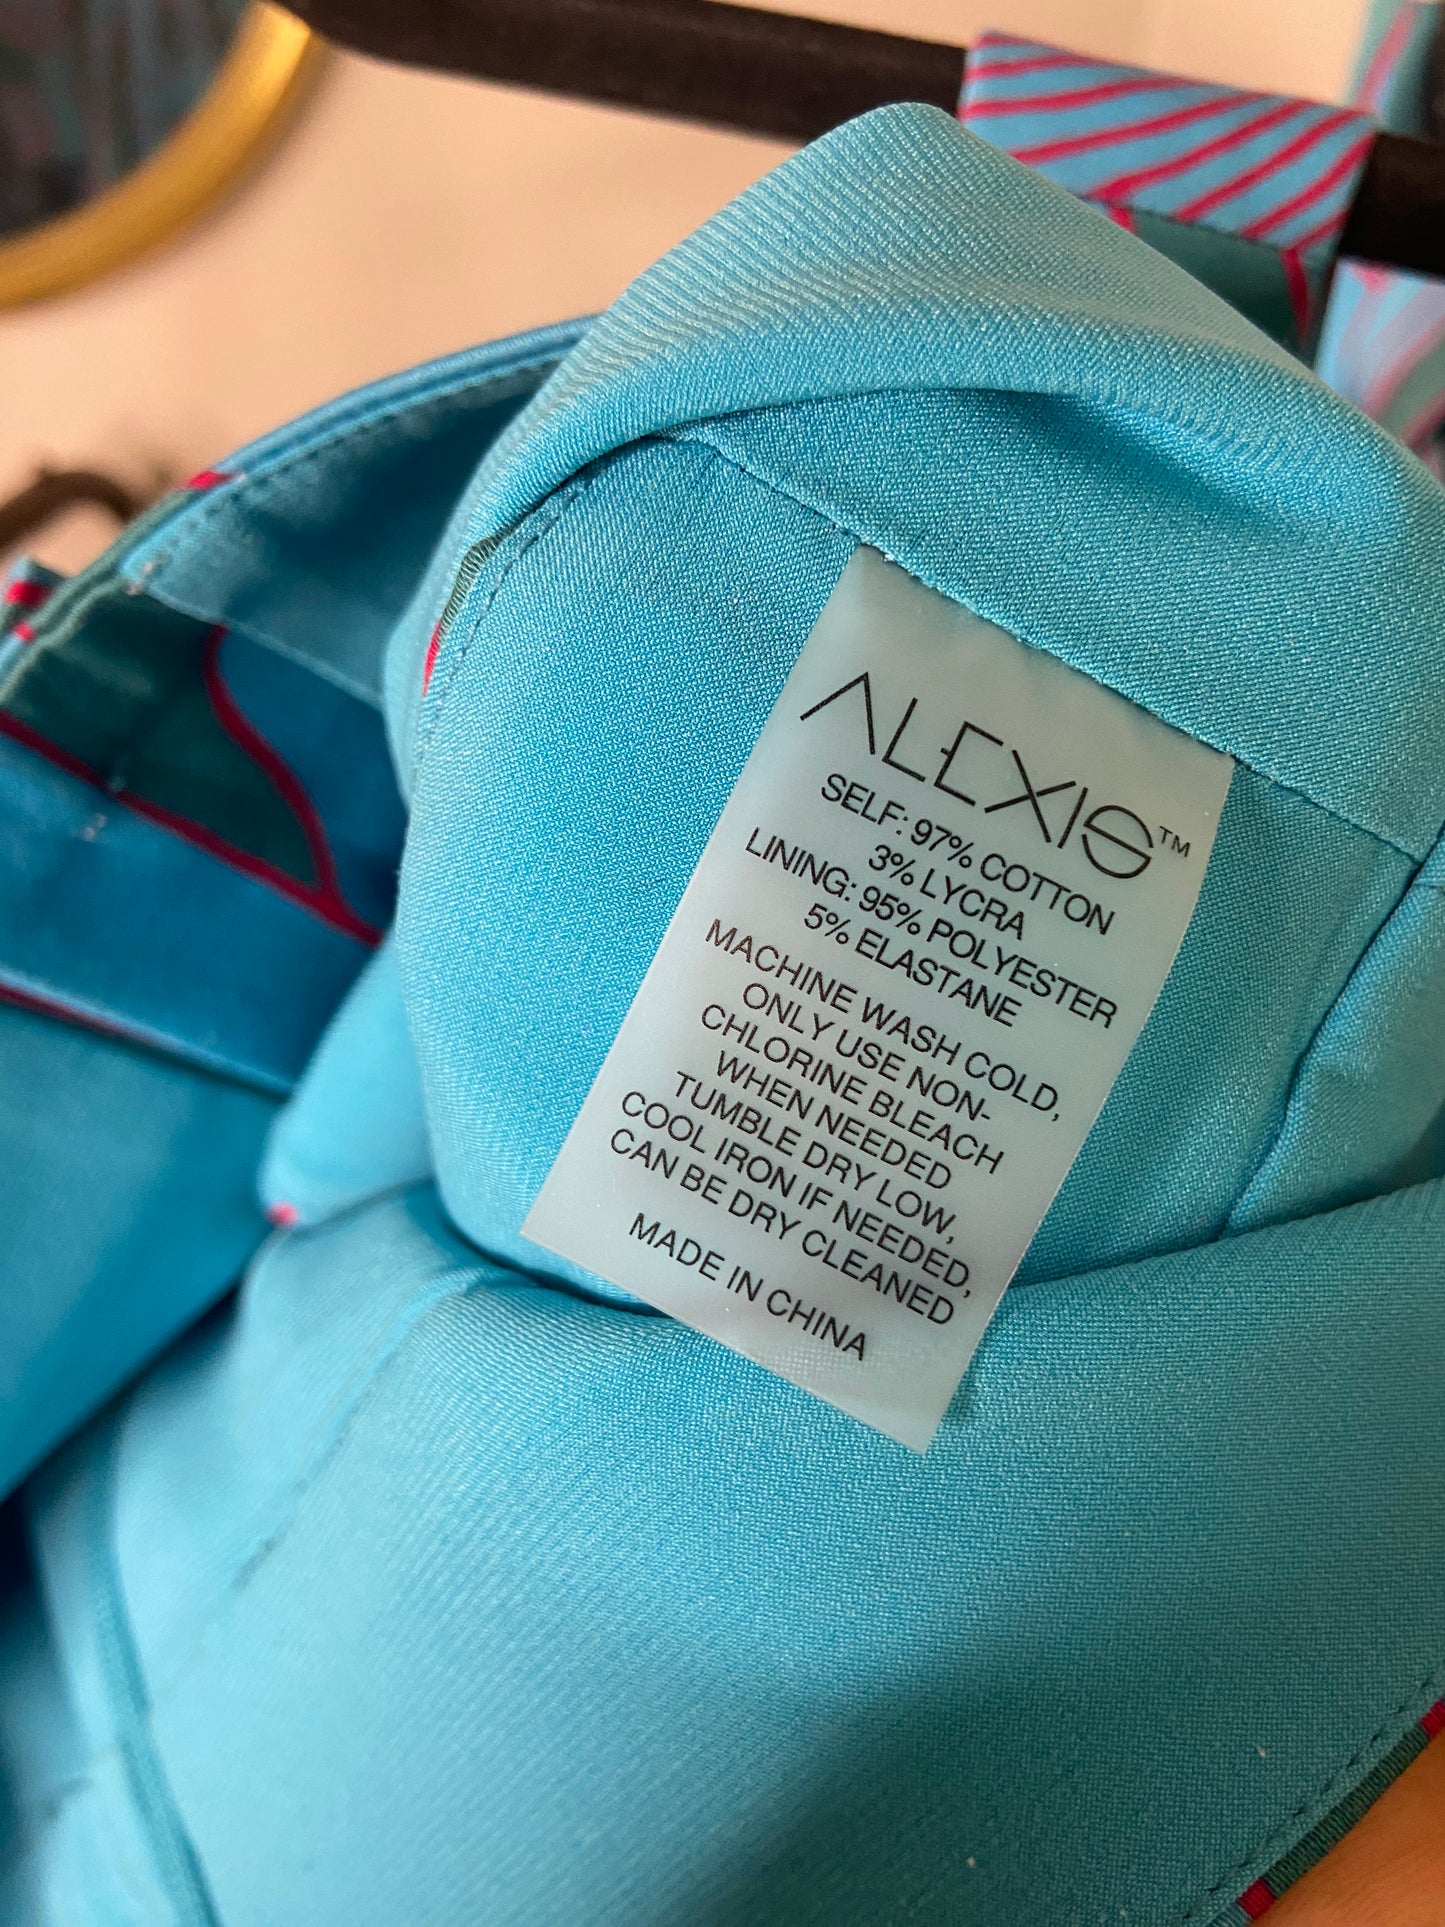 ALEXIS™
SELF: 97% COTTON
3% LYCRA
LINING: 95% POLYESTER
5% ELASTANE
MACHINE WASH COLD,
ONLY USE NON-
CHLORINE BLEACH
WHEN NEEDED
TUMBLE DRY LOW,
COOL IRON IF NEEDED,
CAN BE DRY CLEANED
MADE IN CHINA